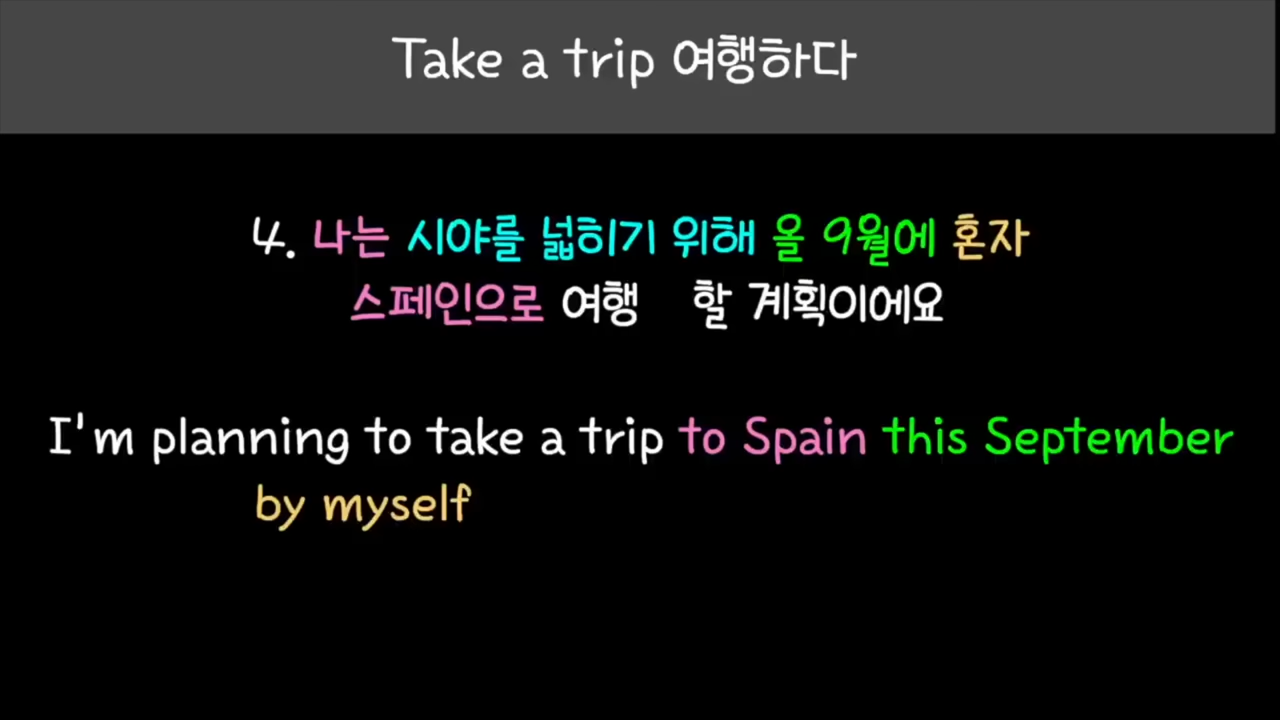 Take a trip 여행하다
4. 나는 시야를 넓히기 위해 올 9월에 혼자
스페인으로 여행 할 계획이에요
I'm planning to take a trip to Spain this September
by myself